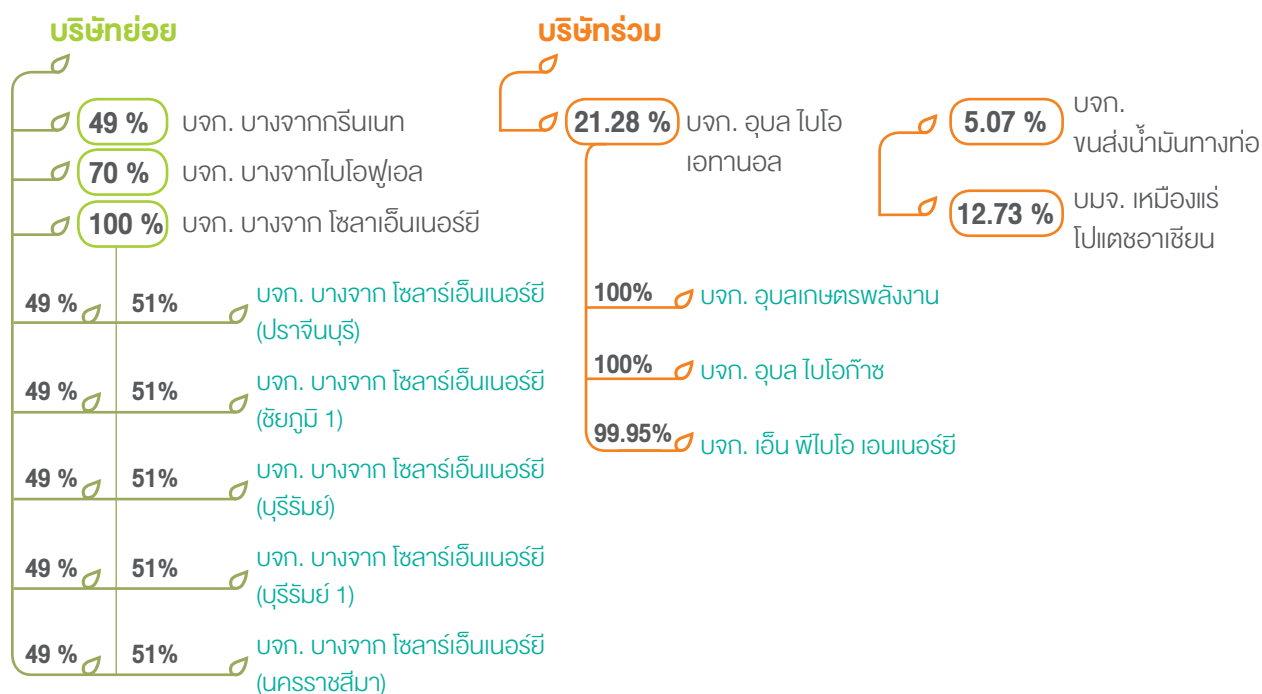 บริษัทย่อย
49 % บจก. บางจากกรีนเนท
70 % บจก. บางจากไบโอฟูเอล
100 % บจก. บางจาก โซลาเอ็นเนอร์ยี
49 % 51% บจก. บางจาก โซลาร์เอ็นเนอร์ยี
(ปราจีนบุรี)
49 % 51% บจก. บางจาก โซลาร์เอ็นเนอร์ยี
(ชัยภูมิ 1)
49 % 51% บจก. บางจาก โซลาร์เอ็นเนอร์ยี
(บุรีรัมย์)
49 % 51% บจก. บางจาก โซลาร์เอ็นเนอร์ยี
(บุรีรัมย์ 1)
49 % 51% บจก. บางจาก โซลาร์เอ็นเนอร์ยี
(นครราชสีมา)
บริษัทร่วม
21.28 % บจก. อุบล ไบโอ
เอทานอล
100% บจก. อุบลเกษตรพลังงาน
100% บจก. อุบล ไบโอก๊าซ
99.95% บจก. เอ็น พีไบโอ เอนเนอร์ยี
5.07 % บจก.
ขนส่งน้ำมันทางท่อ
12.73 % บมจ. เหมืองแร่
โปแตชอาเซียน